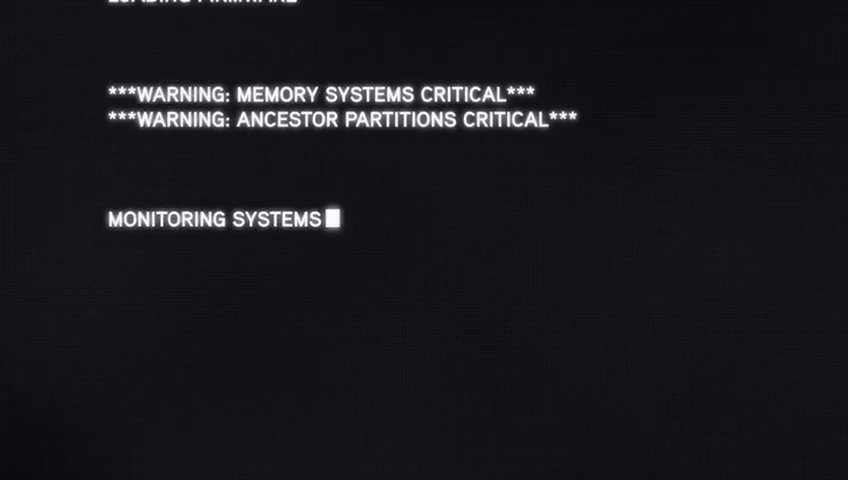 ***WARNING: MEMORY SYSTEMS CRITICAL***
***WARNING: ANCESTOR PARTITIONS CRITICAL***
MONITORING SYSTEMS